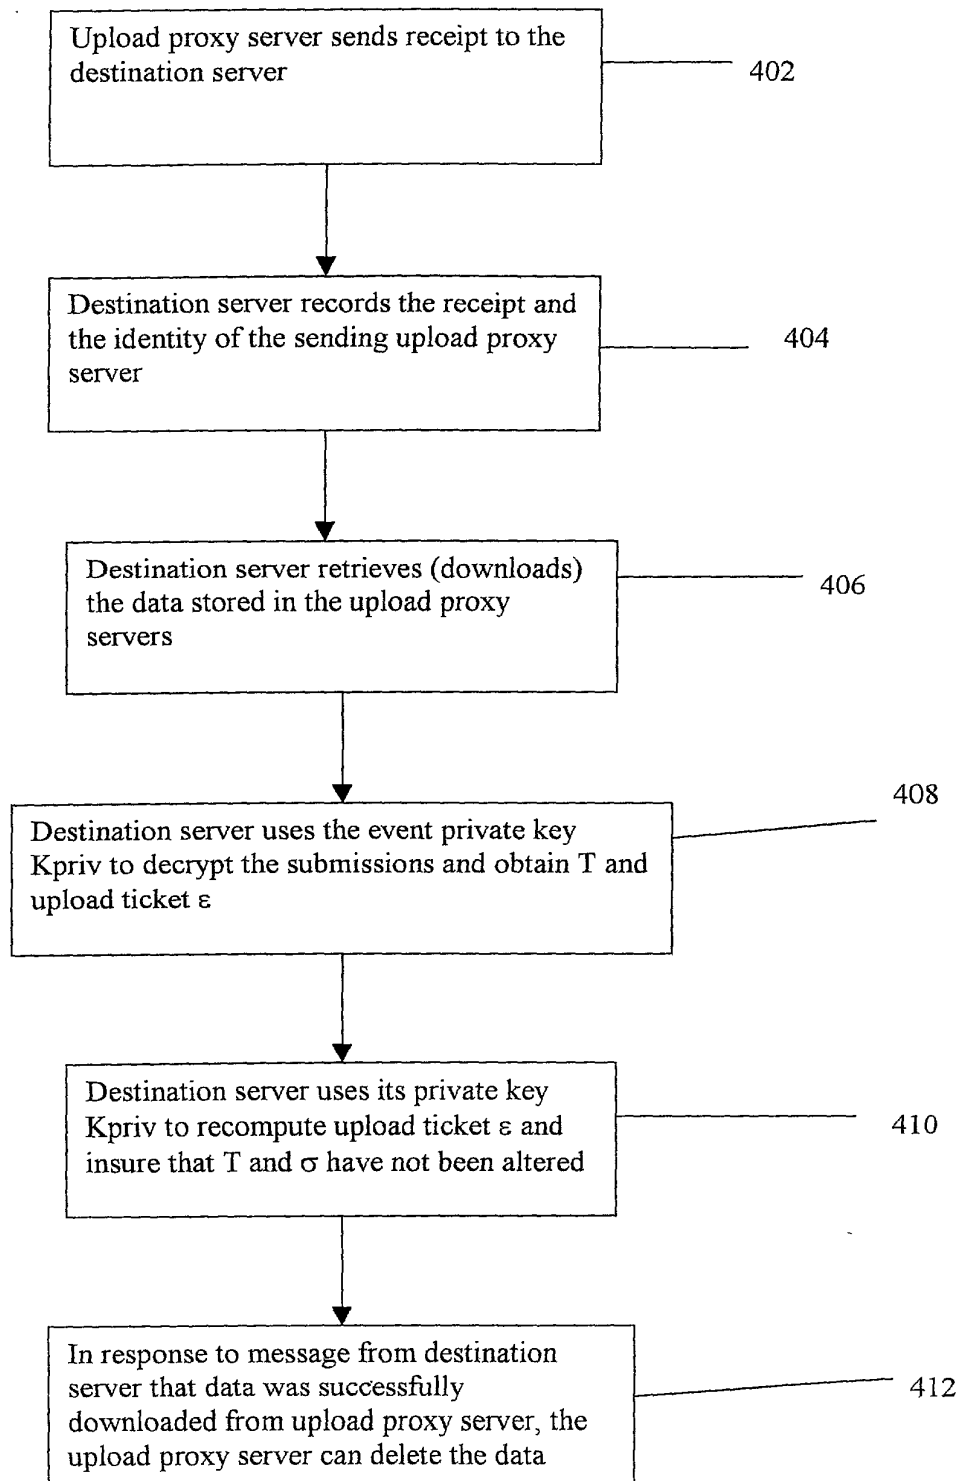 Upload proxy server sends receipt to the
destination server
402
Destination server records the receipt and
the identity of the sending upload proxy
server
404
Destination server retrieves (downloads)
the data stored in the upload proxy
servers
406
Destination server uses the event private key
Kpriv to decrypt the submissions and obtain T and
upload ticket ε
408
Destination server uses its private key
Kpriv to recompute upload ticket ε and
insure that T and σ have not been altered
410
In response to message from destination
server that data was successfully
downloaded from upload proxy server, the
upload proxy server can delete the data
412